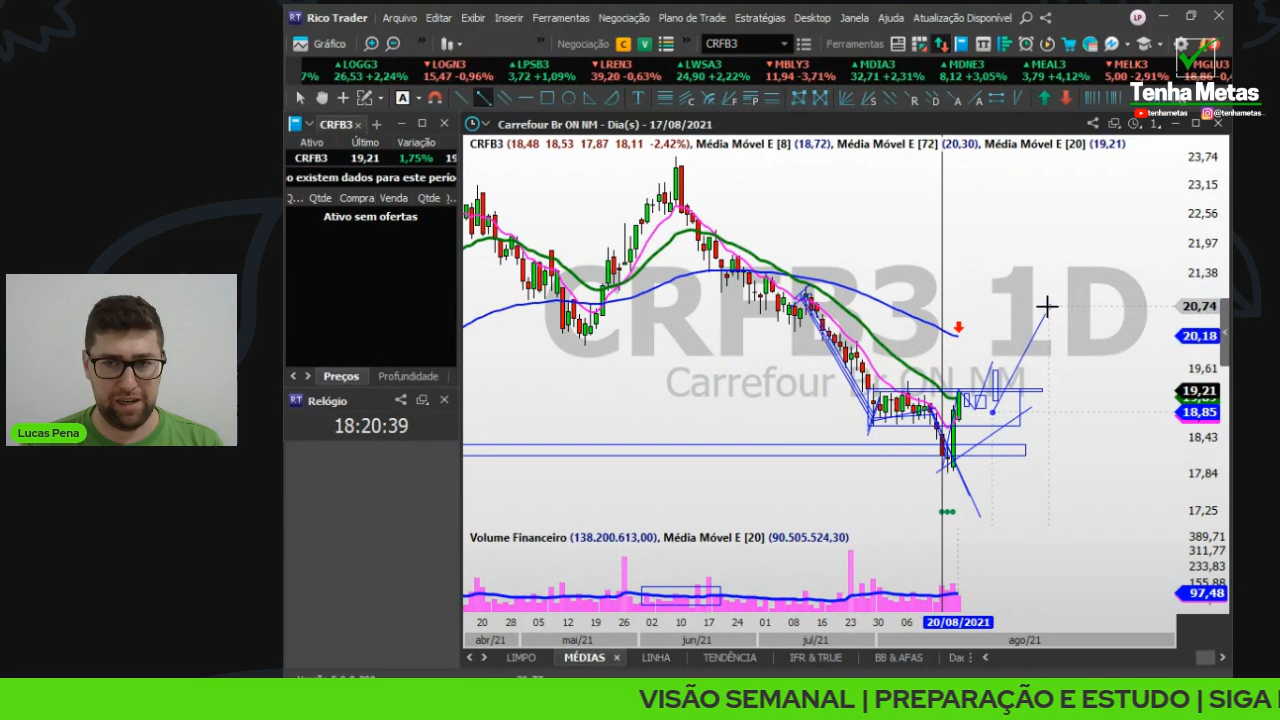 Rico Trader Arquivo Editar Exibir Inserir Ferramentas Negociação Plano de Trade Estratégias Desktop Janela Ajuda Atualização Disponível LP
Gráfico Negociação C V CRFB3 Ferramentas
LOGG3 LOGN3 LPSB3 LREN3 LWSA3 MBLY3 MDIA3 MDNE3 MEAL3 MELK3 MGLU3
7% 26,53 +2,24% 15,47 -0,96% 3,72 +1,09% 39,20 -0,63% 24,90 +2,22% 11,94 -3,71% 32,71 +2,31% 8,12 +3,05% 3,79 +4,12% 5,00 -2,91%
Tenha Metas
tenhametas @tenhametas...
CRFB3
Carrefour Br ON NM - Dia(s) - 17/08/2021
Ativo Último Variação
CRFB3 19,21 1,75% 19
o existem dados para este perío
Q... Qtde Compra Venda Qtde
Ativo sem ofertas
CRFB3 (18,48 18,53 17,87 18,11 -2,42%), Média Móvel E [8] (18,72), Média Móvel E [72] (20,30), Média Móvel E [20] (19,21)
CRFB3 1D
Carrefour Br ON NM
23,74
23,15
22,56
21,97
21,38
20,74
20,18
19,61
19,21
18,85
18,43
17,84
17,25
Preços Profundidade
RT Relógio
18:20:39
Lucas Pena
Volume Financeiro (138.200.613,00), Média Móvel E [20] (90.505.524,30)
389,71
311,77
233,83
155,88
97,48
20 28 05 12 19 26 02 10 17 24 01 08 16 23 30 06 20/08/2021
abr/21 mai/21 jun/21 jul/21 ago/21
LIMPO MÉDIAS LINHA TENDÊNCIA IFR & TRUE BB & AFAS
VISÃO SEMANAL | PREPARAÇÃO E ESTUDO | SIGA